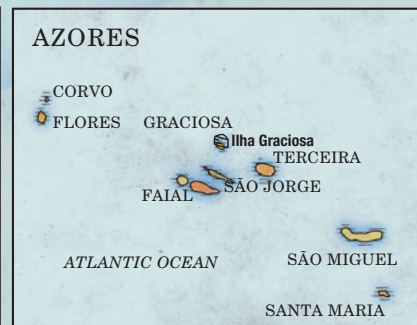 AZORES
CORVO
FLORES
GRACIOSA
Ilha Graciosa
TERCEIRA
SÃO JORGE
FAIAL
ATLANTIC OCEAN
SÃO MIGUEL
SANTA MARIA